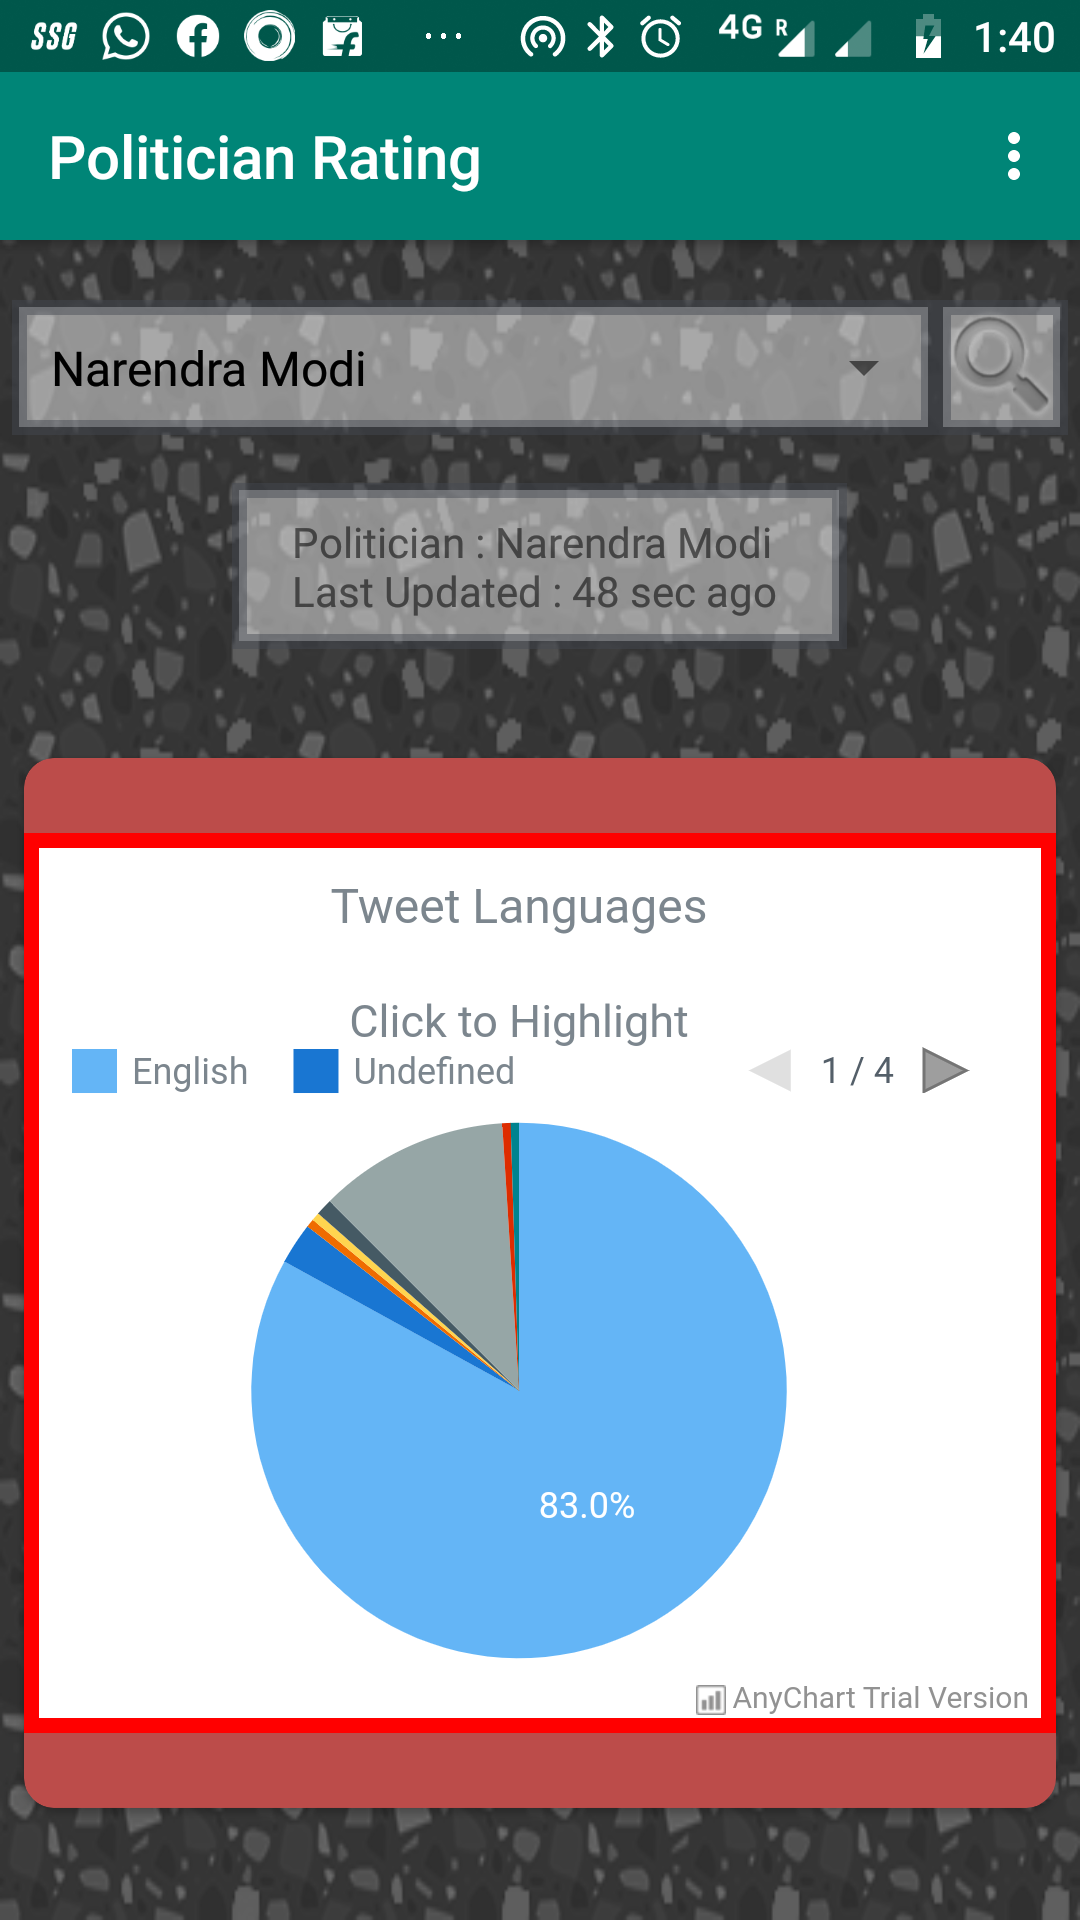 SSG ... 4G R 1:40
Politician Rating
Narendra Modi
Politician : Narendra Modi
Last Updated : 48 sec ago
Tweet Languages
Click to Highlight
English Undefined 1 / 4
83.0%
AnyChart Trial Version